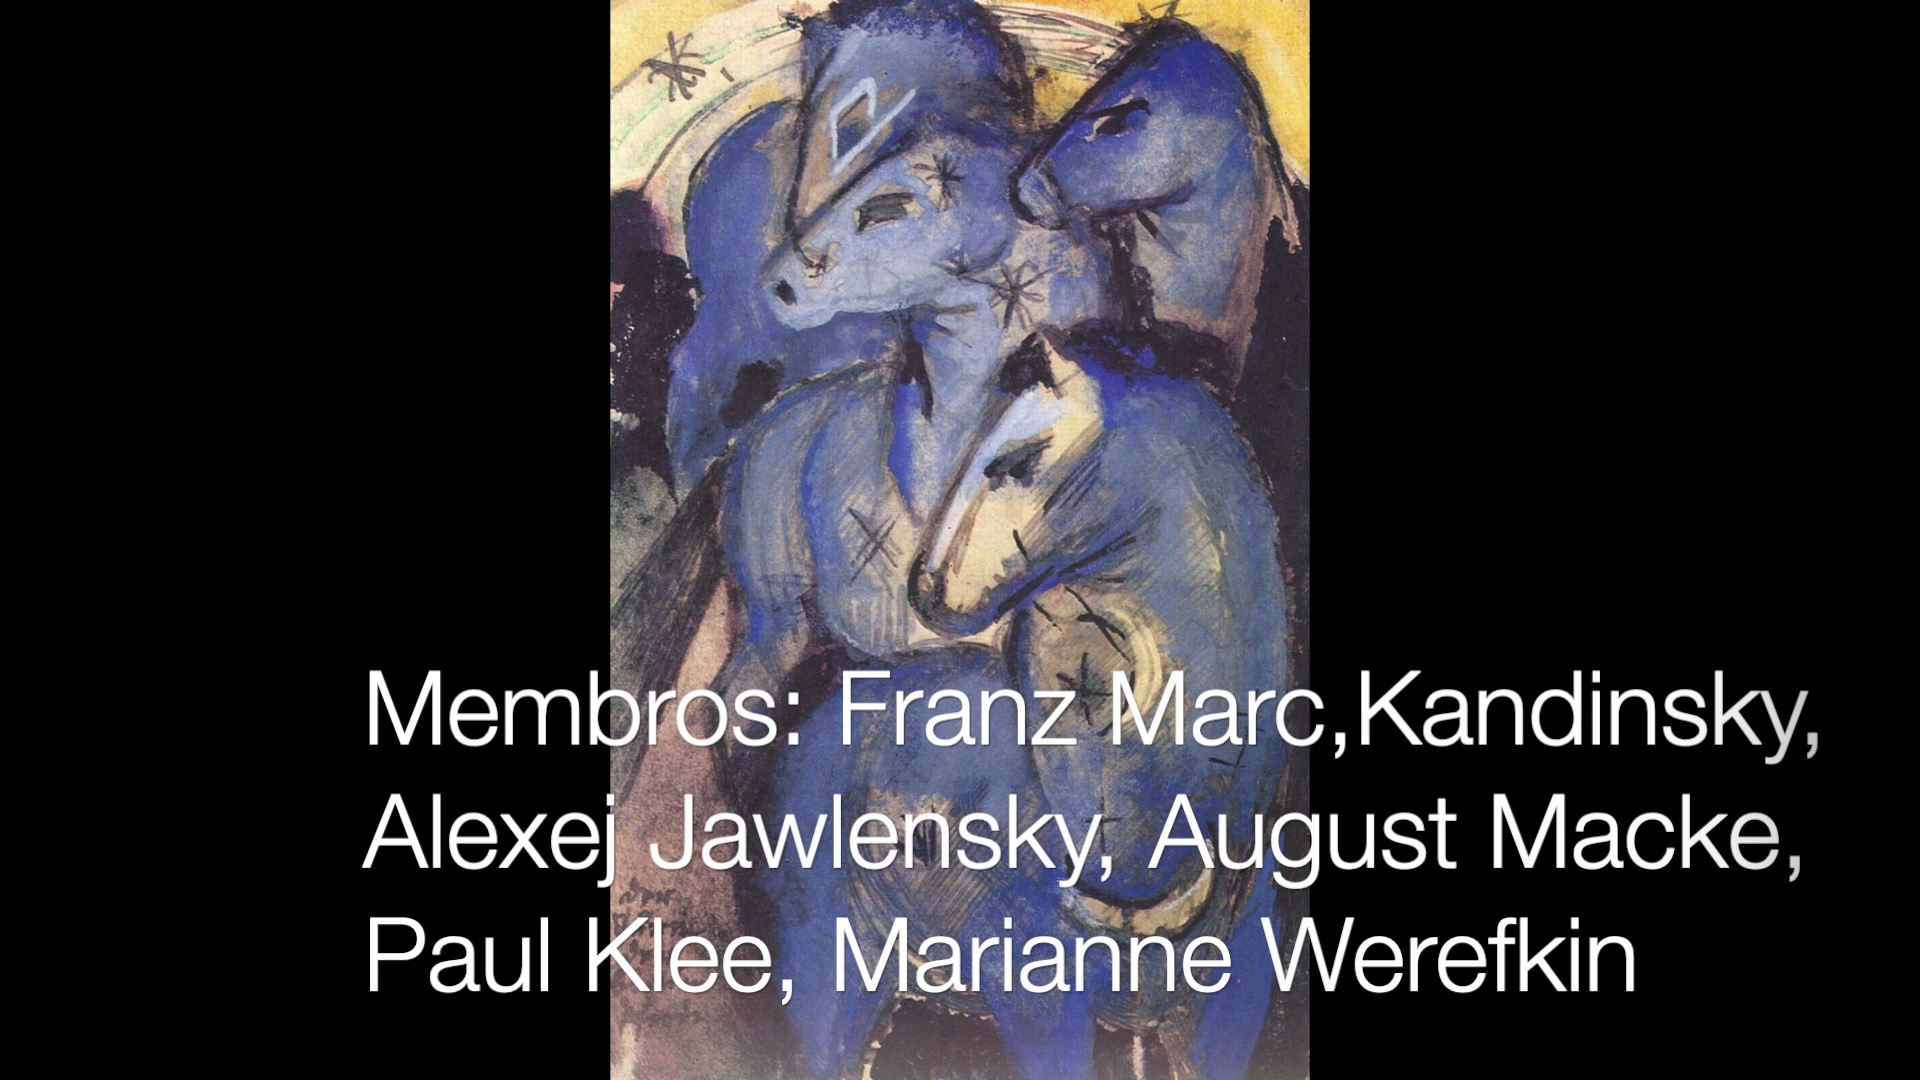 Membros: Franz Marc,Kandinsky,
Alexej Jawlensky, August Macke,
Paul Klee, Marianne Werefkin